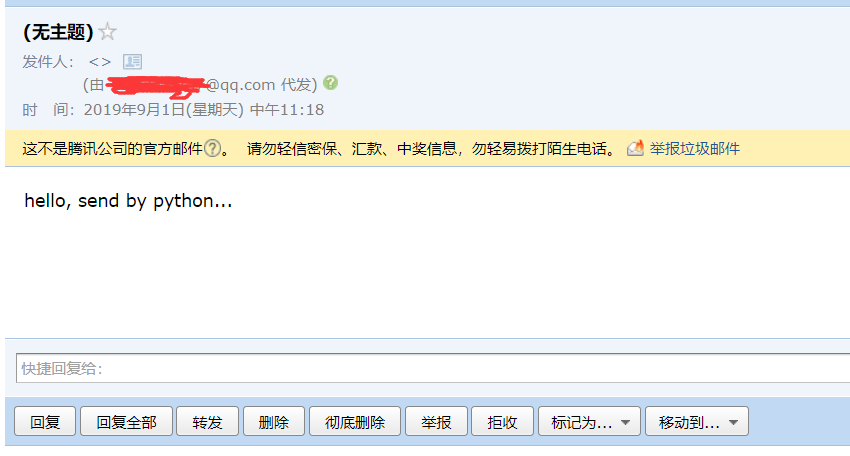 (无主题)
发件人： <>
(由 @qq.com 代发)
时 间：2019年9月1日(星期天) 中午11:18
这不是腾讯公司的官方邮件?。 请勿轻信密保、汇款、中奖信息，勿轻易拨打陌生电话。 举报垃圾邮件
hello, send by python...
快捷回复给：
回复 回复全部 转发 删除 彻底删除 举报 拒收 标记为... 移动到...